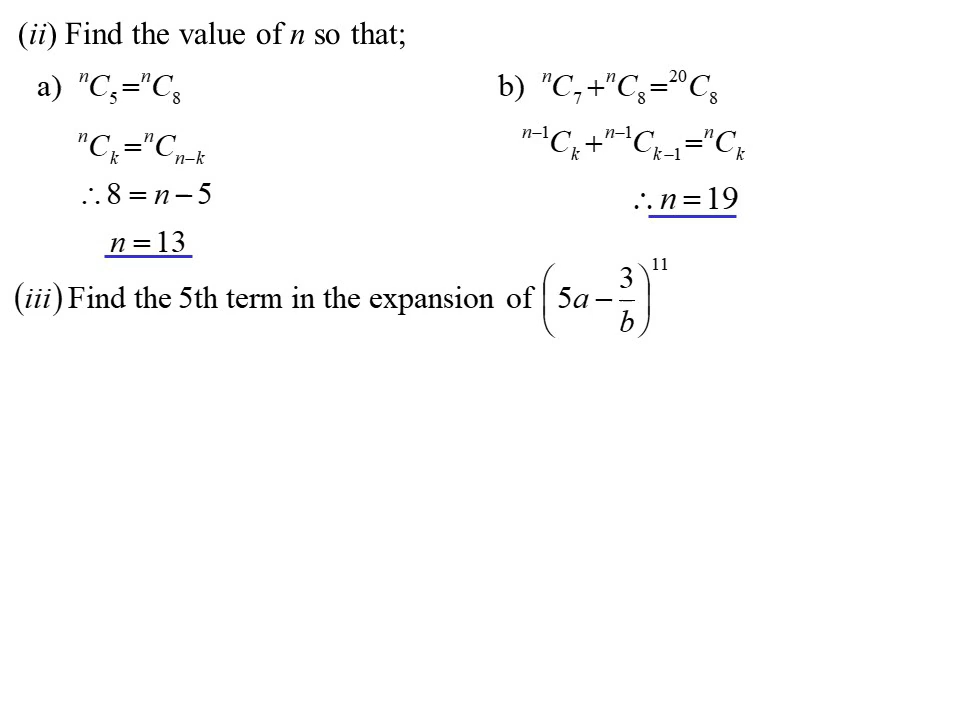 (ii) Find the value of n so that;
a) ⁿC₅=ⁿC₈
b) ⁿC₇+ⁿC₈=²⁰C₈
ⁿCₖ=ⁿCₙ₋ₖ
ⁿ⁻¹Cₖ+ⁿ⁻¹Cₖ₋₁=ⁿCₖ
∴8 = n − 5
∴ n = 19
n = 13
(iii) Find the 5th term in the expansion of (5a − 3/b)¹¹